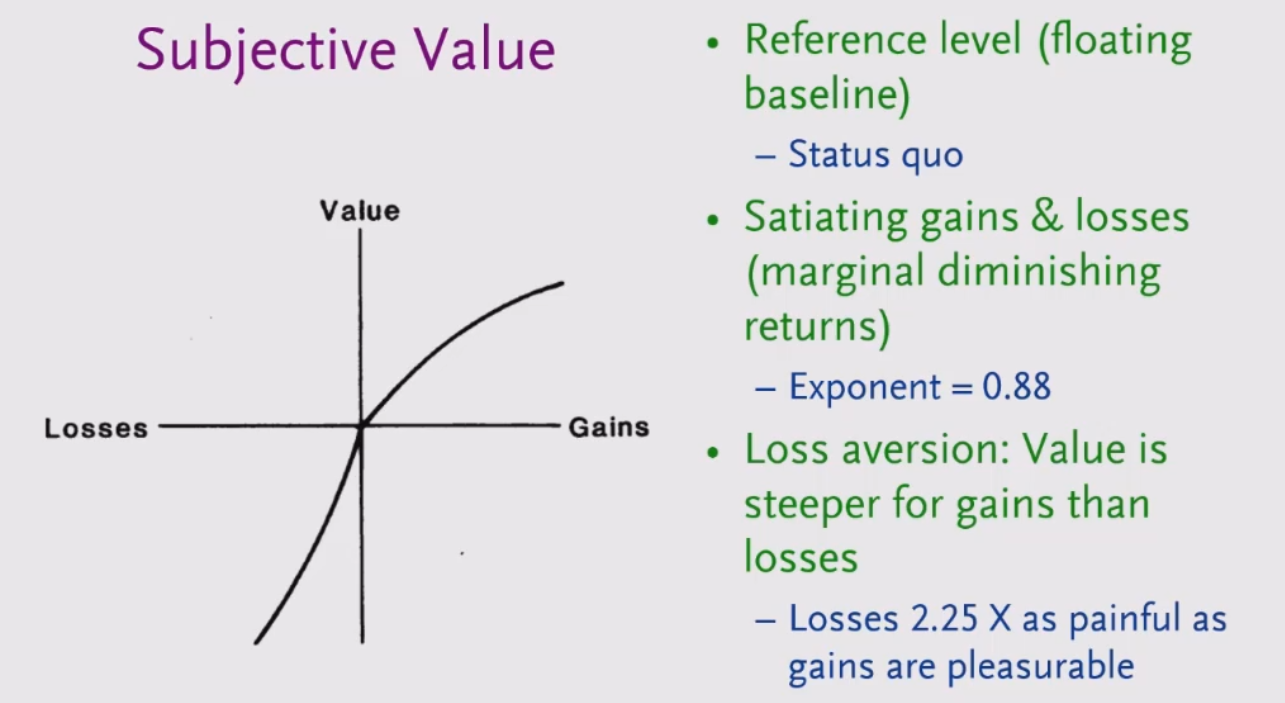 Subjective Value
Value
Losses
Gains
• Reference level (floating
baseline)
– Status quo
• Satiating gains & losses
(marginal diminishing
returns)
– Exponent = 0.88
• Loss aversion: Value is
steeper for gains than
losses
– Losses 2.25 X as painful as
gains are pleasurable